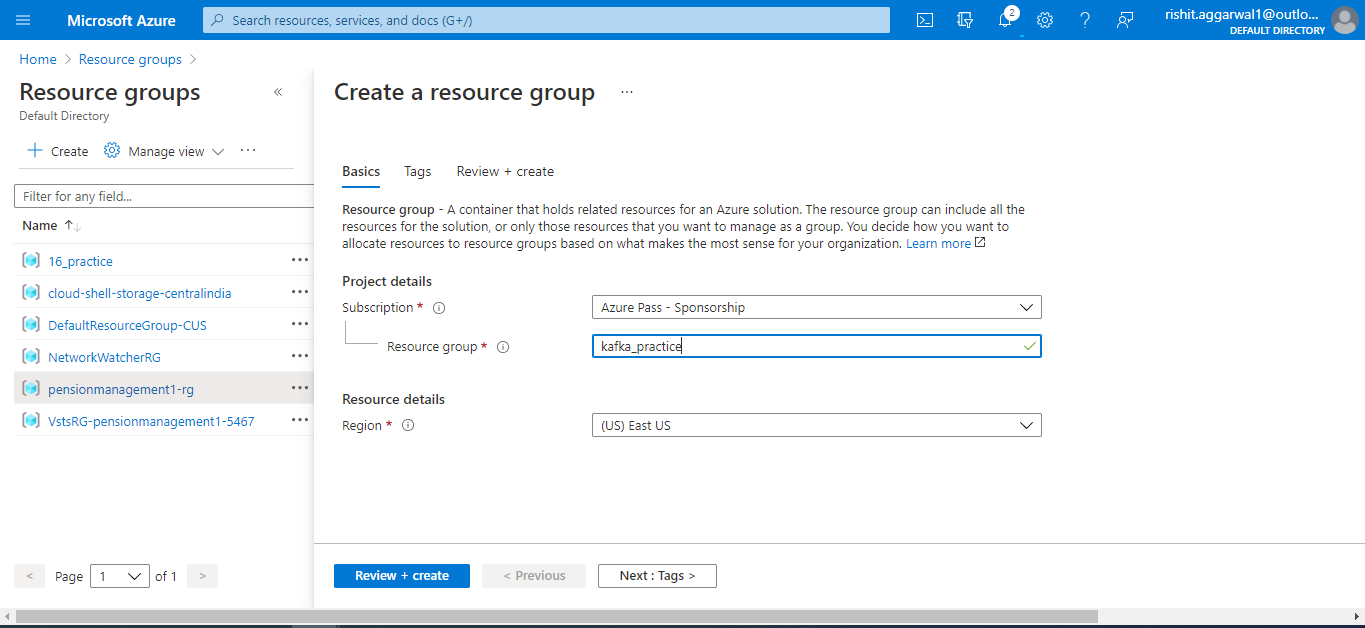 Microsoft Azure
Search resources, services, and docs (G+/)
2
rishit.aggarwal1@outlo...
DEFAULT DIRECTORY
Home > Resource groups >
Resource groups
«
Default Directory
+ Create
Manage view
...
Filter for any field...
Name ↑↓
16_practice
cloud-shell-storage-centralindia
DefaultResourceGroup-CUS
NetworkWatcherRG
pensionmanagement1-rg
VstsRG-pensionmanagement1-5467
< Page 1 of 1 >
Create a resource group ...
Basics Tags Review + create
Resource group - A container that holds related resources for an Azure solution. The resource group can include all the
resources for the solution, or only those resources that you want to manage as a group. You decide how you want to
allocate resources to resource groups based on what makes the most sense for your organization. Learn more
Project details
Subscription * Azure Pass - Sponsorship
Resource group * kafka_practice
Resource details
Region * (US) East US
Review + create < Previous Next : Tags >